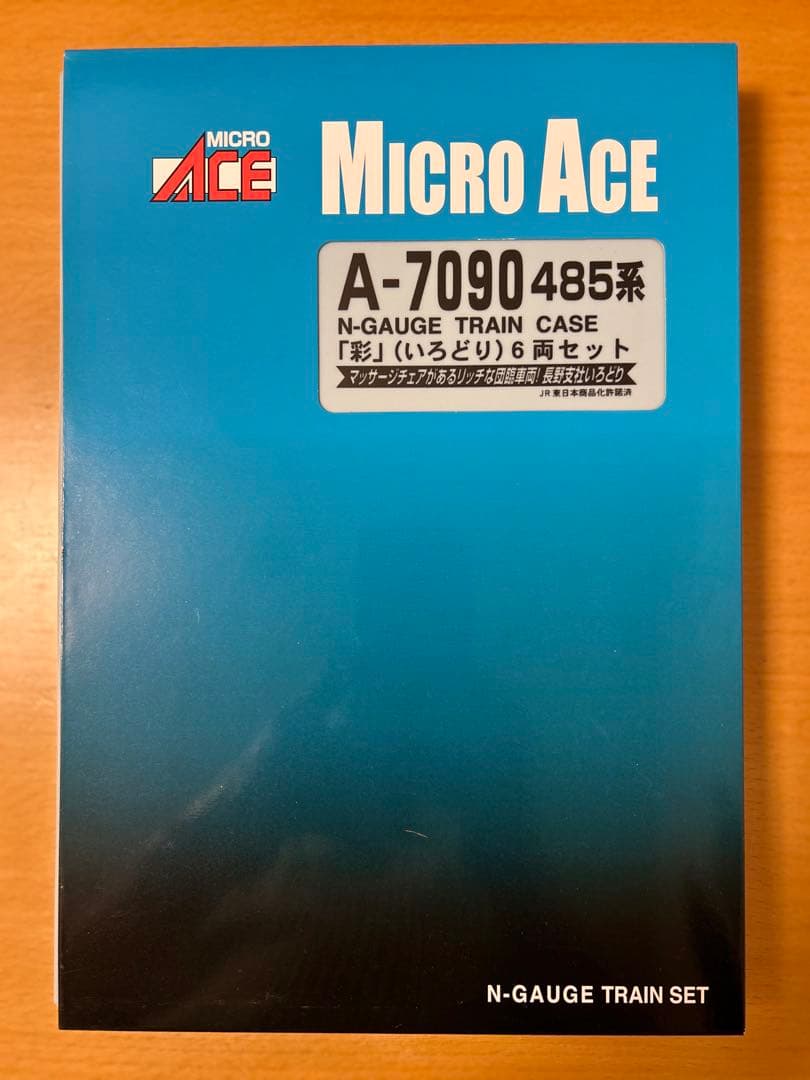 MICRO
ACE
MICRO ACE
A-7090 485系
N-GAUGE TRAIN CASE
「彩」(いろどり)6両セット
マッサージチェアがあるリッチな団臨車両!長野支社いろどり
JR東日本商品化許諾済
N-GAUGE TRAIN SET